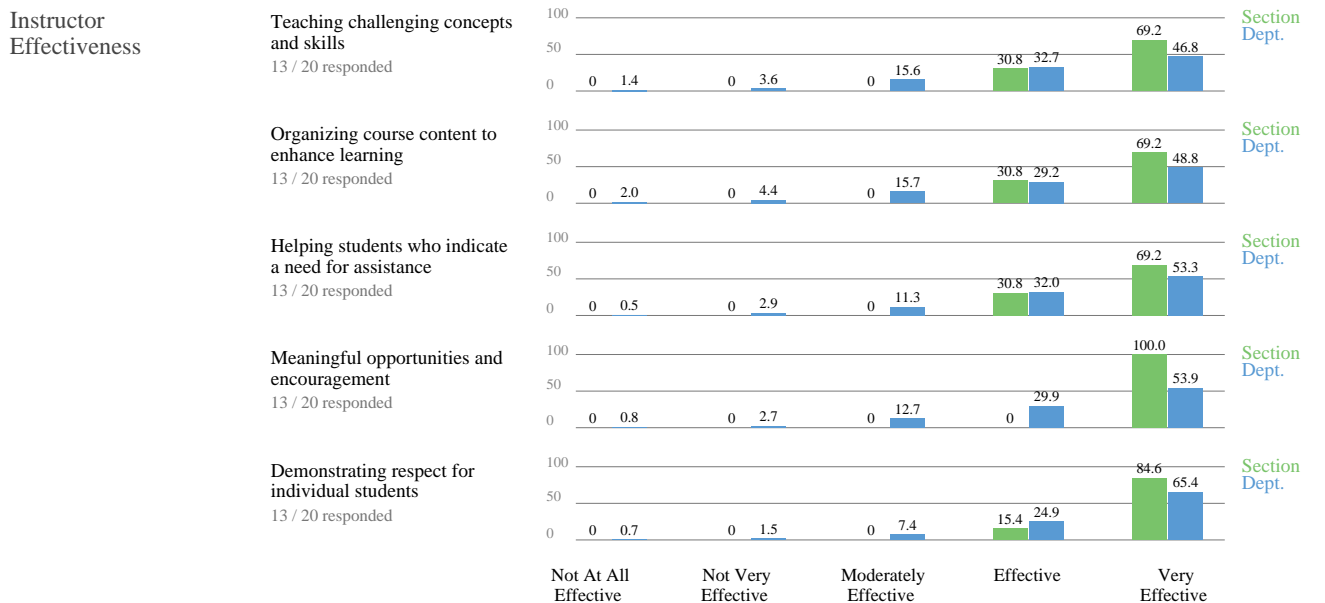 Instructor
Effectiveness
Teaching challenging concepts
and skills
13 / 20 responded
100
50
0
0 1.4
0 3.6
0 15.6
30.8 32.7
69.2 46.8
Section
Dept.
Organizing course content to
enhance learning
13 / 20 responded
100
50
0
0 2.0
0 4.4
0 15.7
30.8 29.2
69.2 48.8
Section
Dept.
Helping students who indicate
a need for assistance
13 / 20 responded
100
50
0
0 0.5
0 2.9
0 11.3
30.8 32.0
69.2 53.3
Section
Dept.
Meaningful opportunities and
encouragement
13 / 20 responded
100
50
0
0 0.8
0 2.7
0 12.7
0 29.9
100.0 53.9
Section
Dept.
Demonstrating respect for
individual students
13 / 20 responded
100
50
0
0 0.7
0 1.5
0 7.4
15.4 24.9
84.6 65.4
Section
Dept.
Not At All
Effective
Not Very
Effective
Moderately
Effective
Effective
Very
Effective